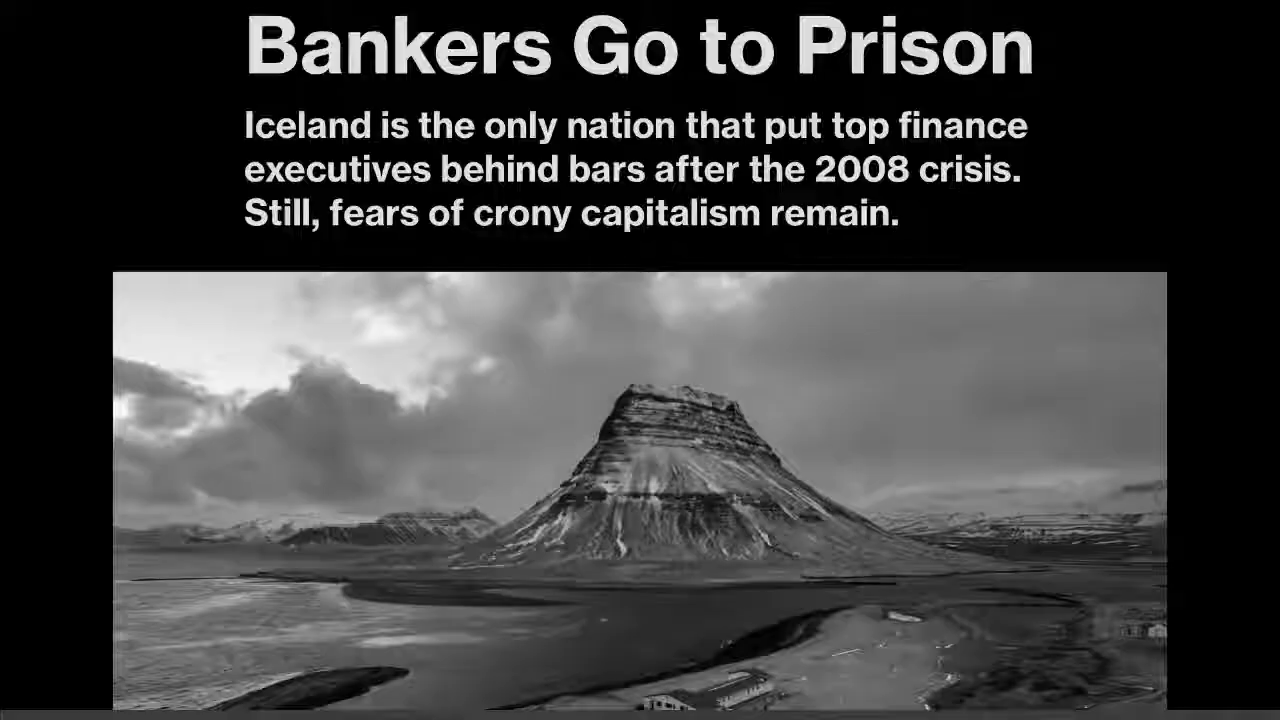 Bankers Go to Prison
Iceland is the only nation that put top finance
executives behind bars after the 2008 crisis.
Still, fears of crony capitalism remain.